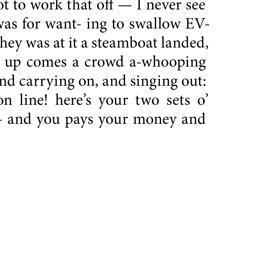 ot to work that off — I never see
was for want- ing to swallow EV-
hey was at it a steamboat landed,
up comes a crowd a-whooping
nd carrying on, and singing out:
on line! here’s your two sets o’
- and you pays your money and